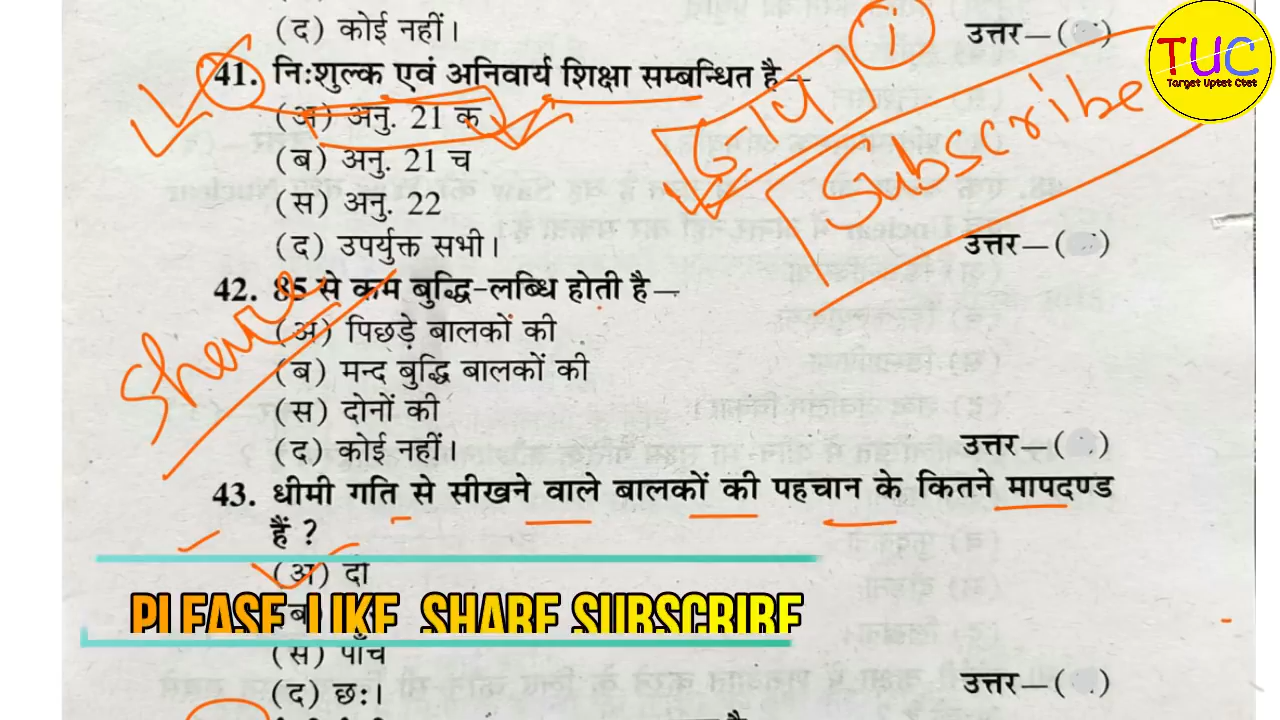 (द) कोई नहीं। उत्तर—( )
41. नि:शुल्क एवं अनिवार्य शिक्षा सम्बन्धित है—
(अ) अनु. 21 क
(ब) अनु. 21 च
(स) अनु. 22
(द) उपर्युक्त सभी। उत्तर—( )
42. 85 से कम बुद्धि-लब्धि होती है—
(अ) पिछड़े बालकों की
(ब) मन्द बुद्धि बालकों की
(स) दोनों की
(द) कोई नहीं। उत्तर—( )
43. धीमी गति से सीखने वाले बालकों की पहचान के कितने मापदण्ड
हैं ?
(अ) दो
(ब
(स) पाँच
(द) छ:। उत्तर—( )
i
Subscribe
Share
TUC
Target Uptet Ctet
PLEASE LIKE SHARE SUBSCRIBE